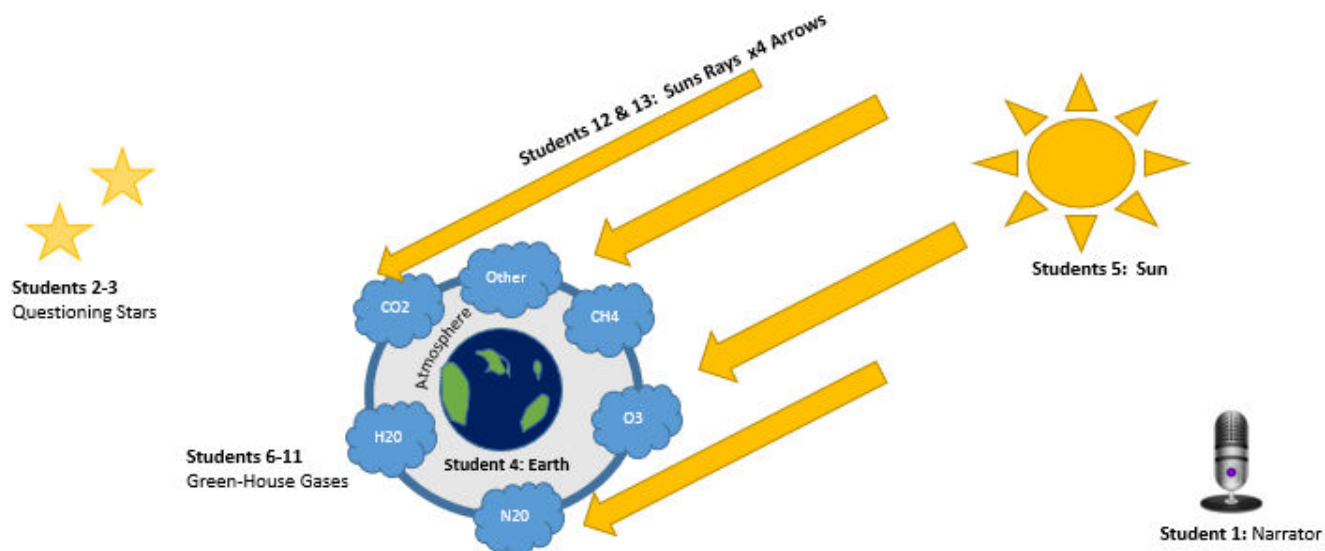 Students 12 & 13: Suns Rays x4 Arrows
Students 2-3
Questioning Stars
Students 5: Sun
Other
CO2
CH4
Atmosphere
O3
H20
Student 4: Earth
Students 6-11
Green-House Gases
N20
Student 1: Narrator